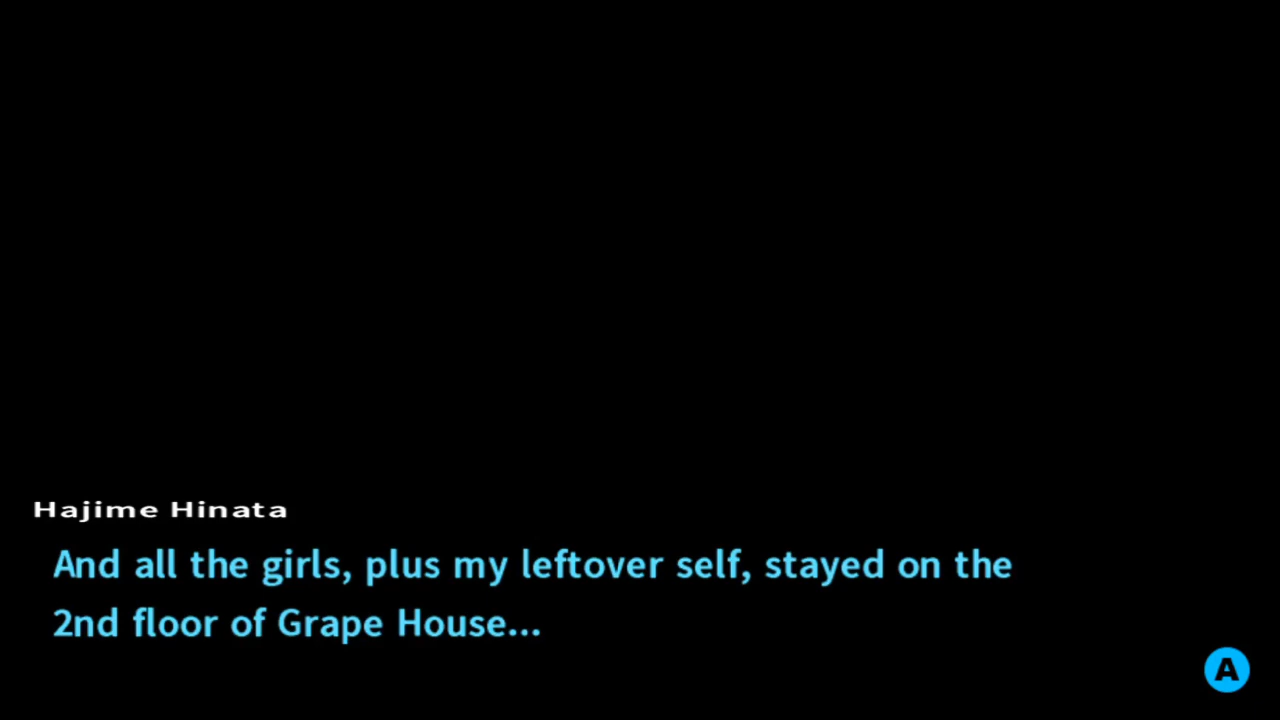 Hajime Hinata
And all the girls, plus my leftover self, stayed on the
2nd floor of Grape House...
A